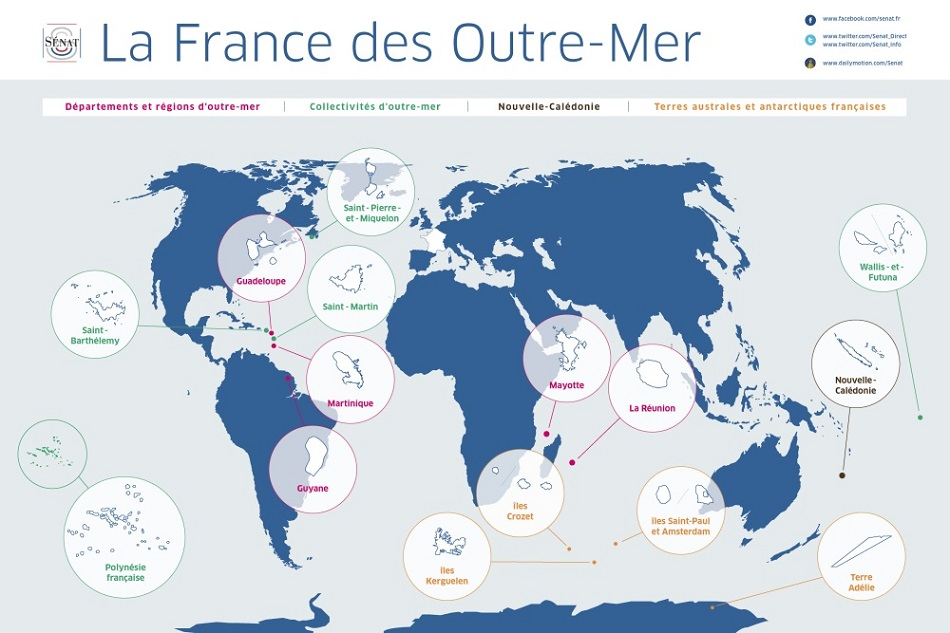 SÉNAT
La France des Outre-Mer
www.facebook.com/senat.fr
www.twitter.com/Senat_Direct
www.twitter.com/Senat_Info
www.dailymotion.com/Senat
Départements et régions d'outre-mer | Collectivités d'outre-mer | Nouvelle-Calédonie | Terres australes et antarctiques françaises
Saint-Pierre-
et-Miquelon
Guadeloupe
Wallis-et-
Futuna
Saint-Martin
Saint-
Barthélemy
Martinique
Mayotte
La Réunion
Nouvelle-
Calédonie
Guyane
îles
Crozet
îles Saint-Paul
et Amsterdam
Polynésie
française
îles
Kerguelen
Terre
Adélie